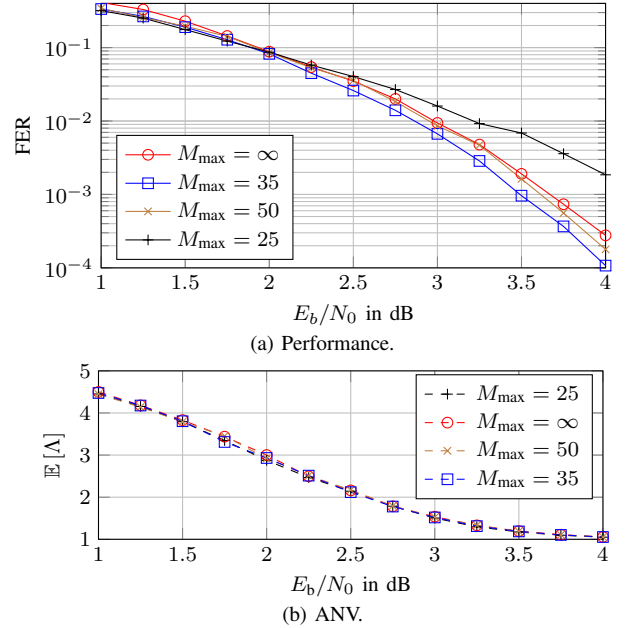 10⁻¹
10⁻²
10⁻³
10⁻⁴
FER
M_max = ∞
M_max = 35
M_max = 50
M_max = 25
1 1.5 2 2.5 3 3.5 4
E_b/N_0 in dB
(a) Performance.
5
4
3
2
1
𝔼 [Λ]
M_max = 25
M_max = ∞
M_max = 50
M_max = 35
1 1.5 2 2.5 3 3.5 4
E_b/N_0 in dB
(b) ANV.